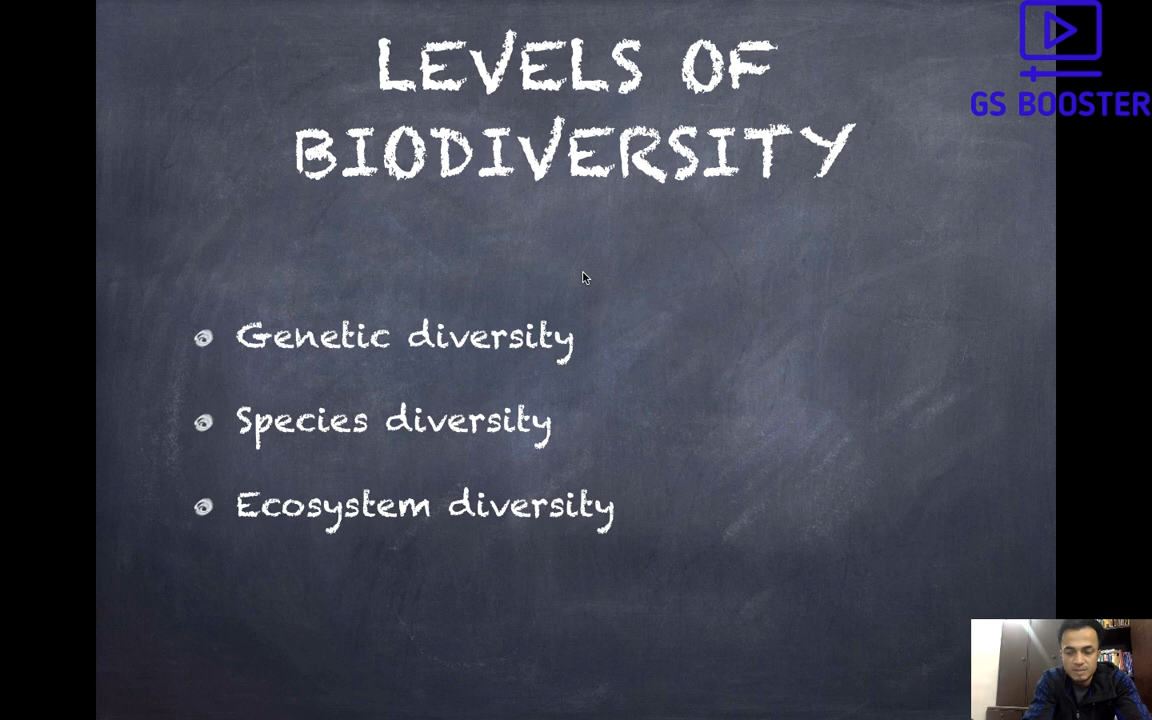 LEVELS OF
BIODIVERSITY
GS BOOSTER
Genetic diversity
Species diversity
Ecosystem diversity